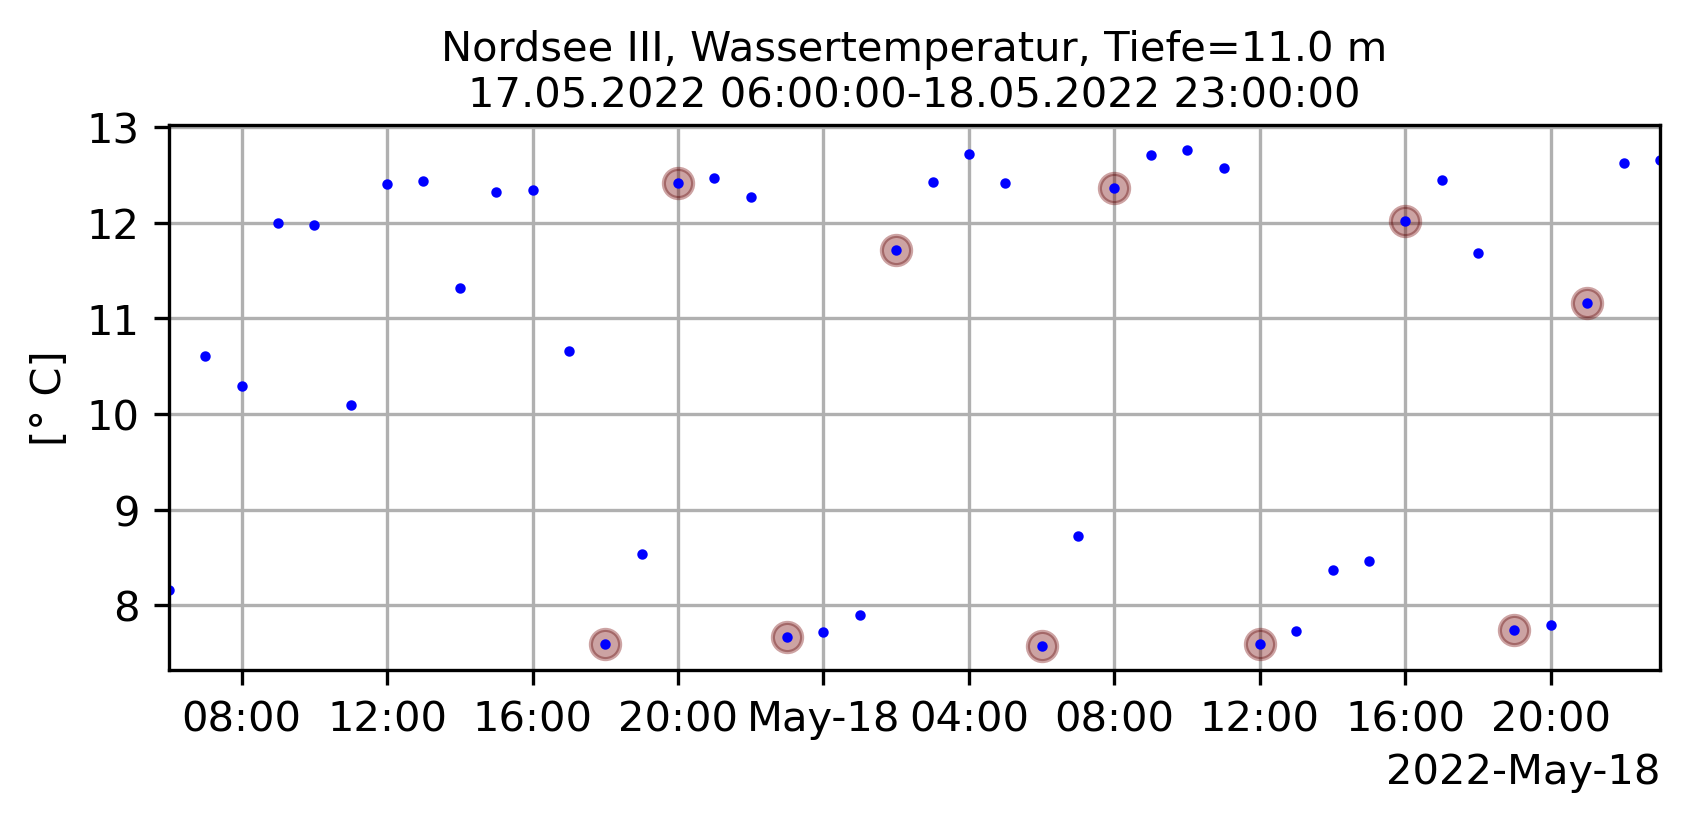 Nordsee III, Wassertemperatur, Tiefe=11.0 m
17.05.2022 06:00:00-18.05.2022 23:00:00
13
12
11
10
9
8
[° C]
08:00 12:00 16:00 20:00 May-18 04:00 08:00 12:00 16:00 20:00
2022-May-18